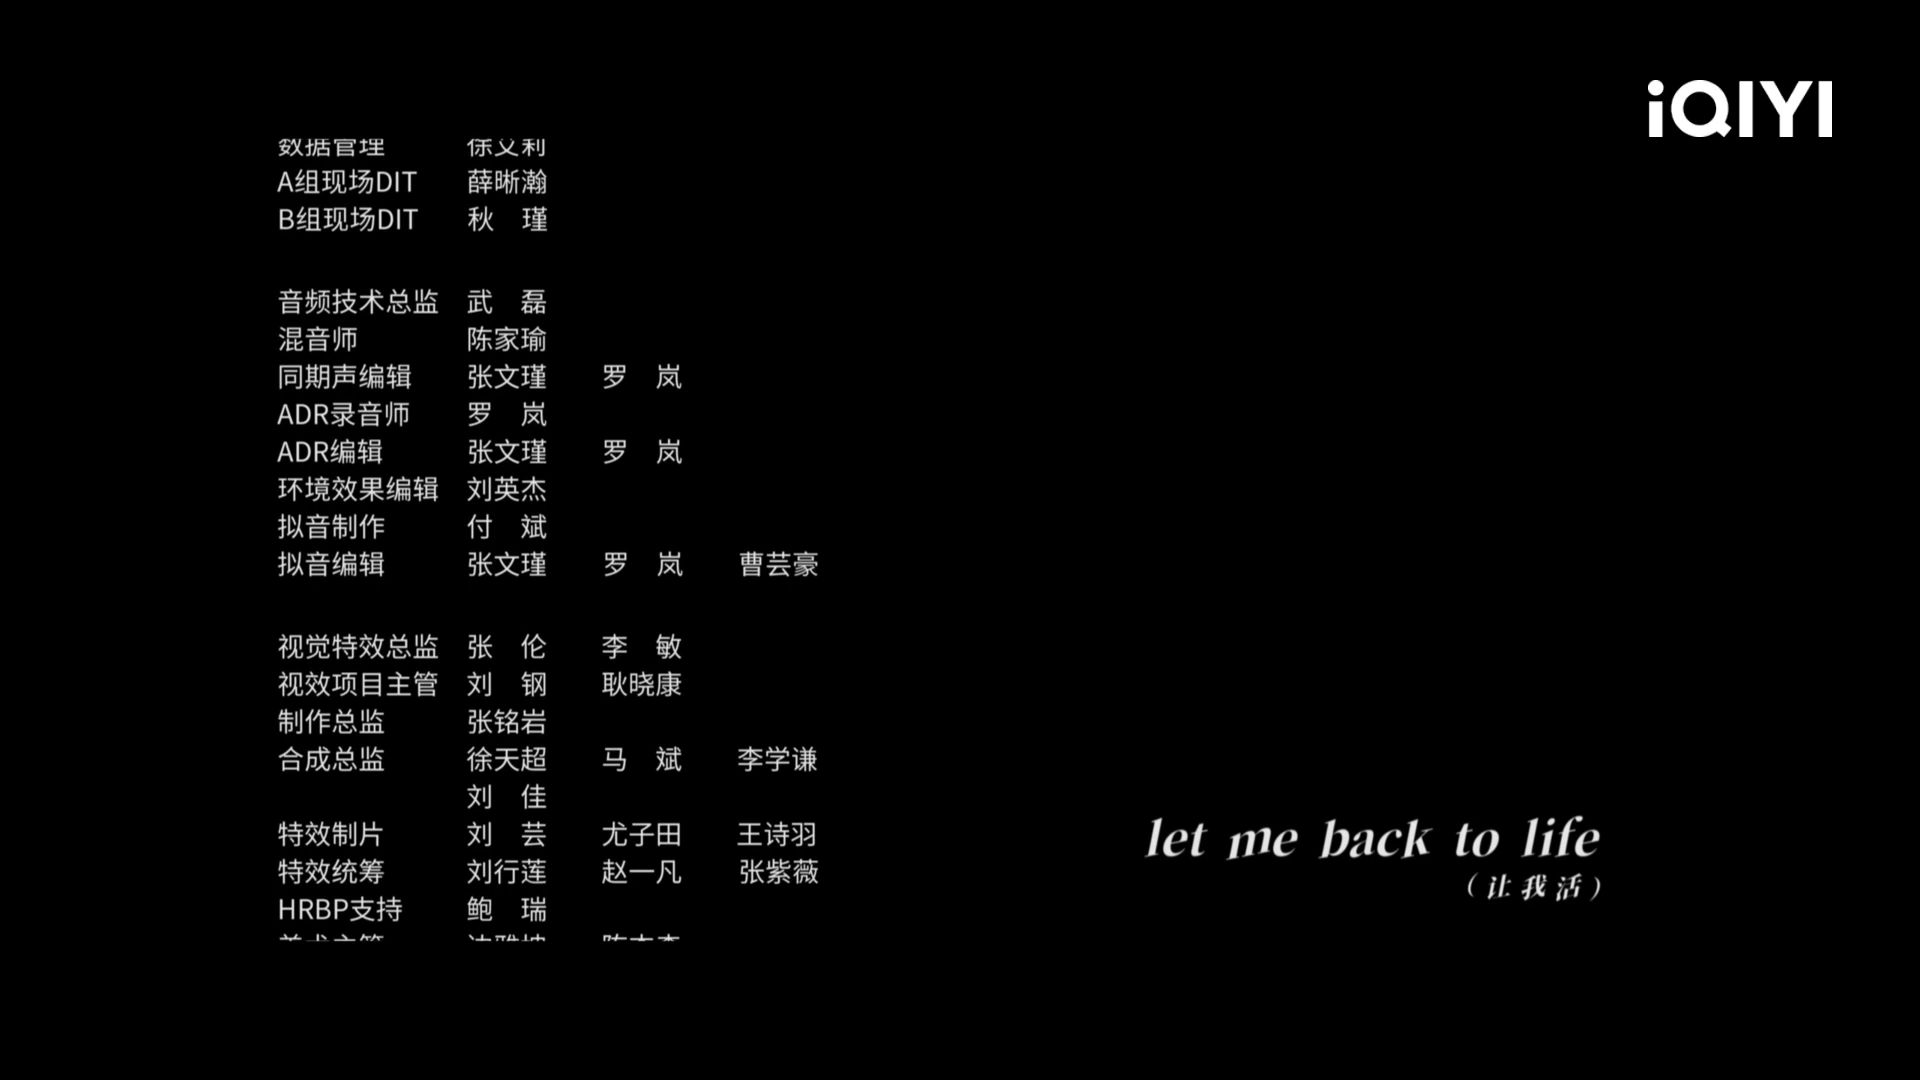 iQIYI
数据管理 徐文利
A组现场DIT 薛晰瀚
B组现场DIT 秋 瑾
音频技术总监 武 磊
混音师 陈家瑜
同期声编辑 张文瑾 罗 岚
ADR录音师 罗 岚
ADR编辑 张文瑾 罗 岚
环境效果编辑 刘英杰
拟音制作 付 斌
拟音编辑 张文瑾 罗 岚 曹芸豪
视觉特效总监 张 伦 李 敏
视效项目主管 刘 钢 耿晓康
制作总监 张铭岩
合成总监 徐天超 马 斌 李学谦
刘 佳
特效制片 刘 芸 尤子田 王诗羽
特效统筹 刘行莲 赵一凡 张紫薇
HRBP支持 鲍 瑞
let me back to life
（让我活）